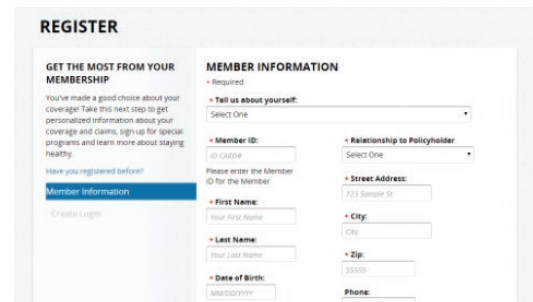 REGISTER
GET THE MOST FROM YOUR
MEMBERSHIP
You've made a good choice about your
coverage! Take this next step to get
personalized information about your
coverage and claims, sign up for special
programs and learn more about staying
healthy.
Have you registered before?
Member Information
Create Login
MEMBER INFORMATION
* Required
* Tell us about yourself:
Select One
* Member ID:
ID CARD#
Please enter the Member
ID for the Member
* First Name:
Your First Name
* Last Name:
Your Last Name
* Date of Birth:
MM/DD/YYYY
* Relationship to Policyholder
Select One
* Street Address:
123 Sample St
* City:
City
* Zip:
55555
Phone: